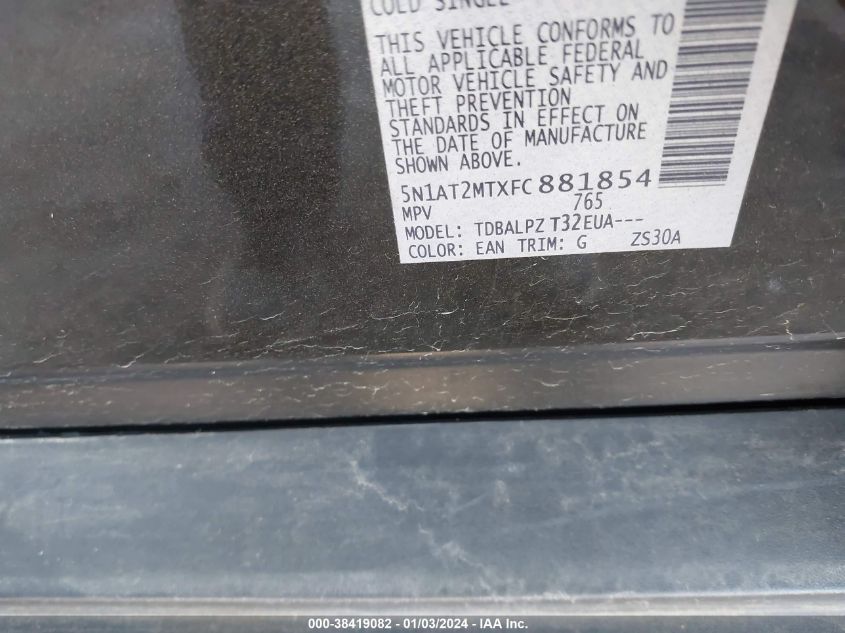 COLD SINGLE
THIS VEHICLE CONFORMS TO
ALL APPLICABLE FEDERAL
MOTOR VEHICLE SAFETY AND
THEFT PREVENTION
STANDARDS IN EFFECT ON
THE DATE OF MANUFACTURE
SHOWN ABOVE.
5N1AT2MTXFC881854
MPV 765
MODEL: TDBALPZ T32EUA---
COLOR: EAN TRIM: G ZS30A
000-38419082 - 01/03/2024 - IAA Inc.